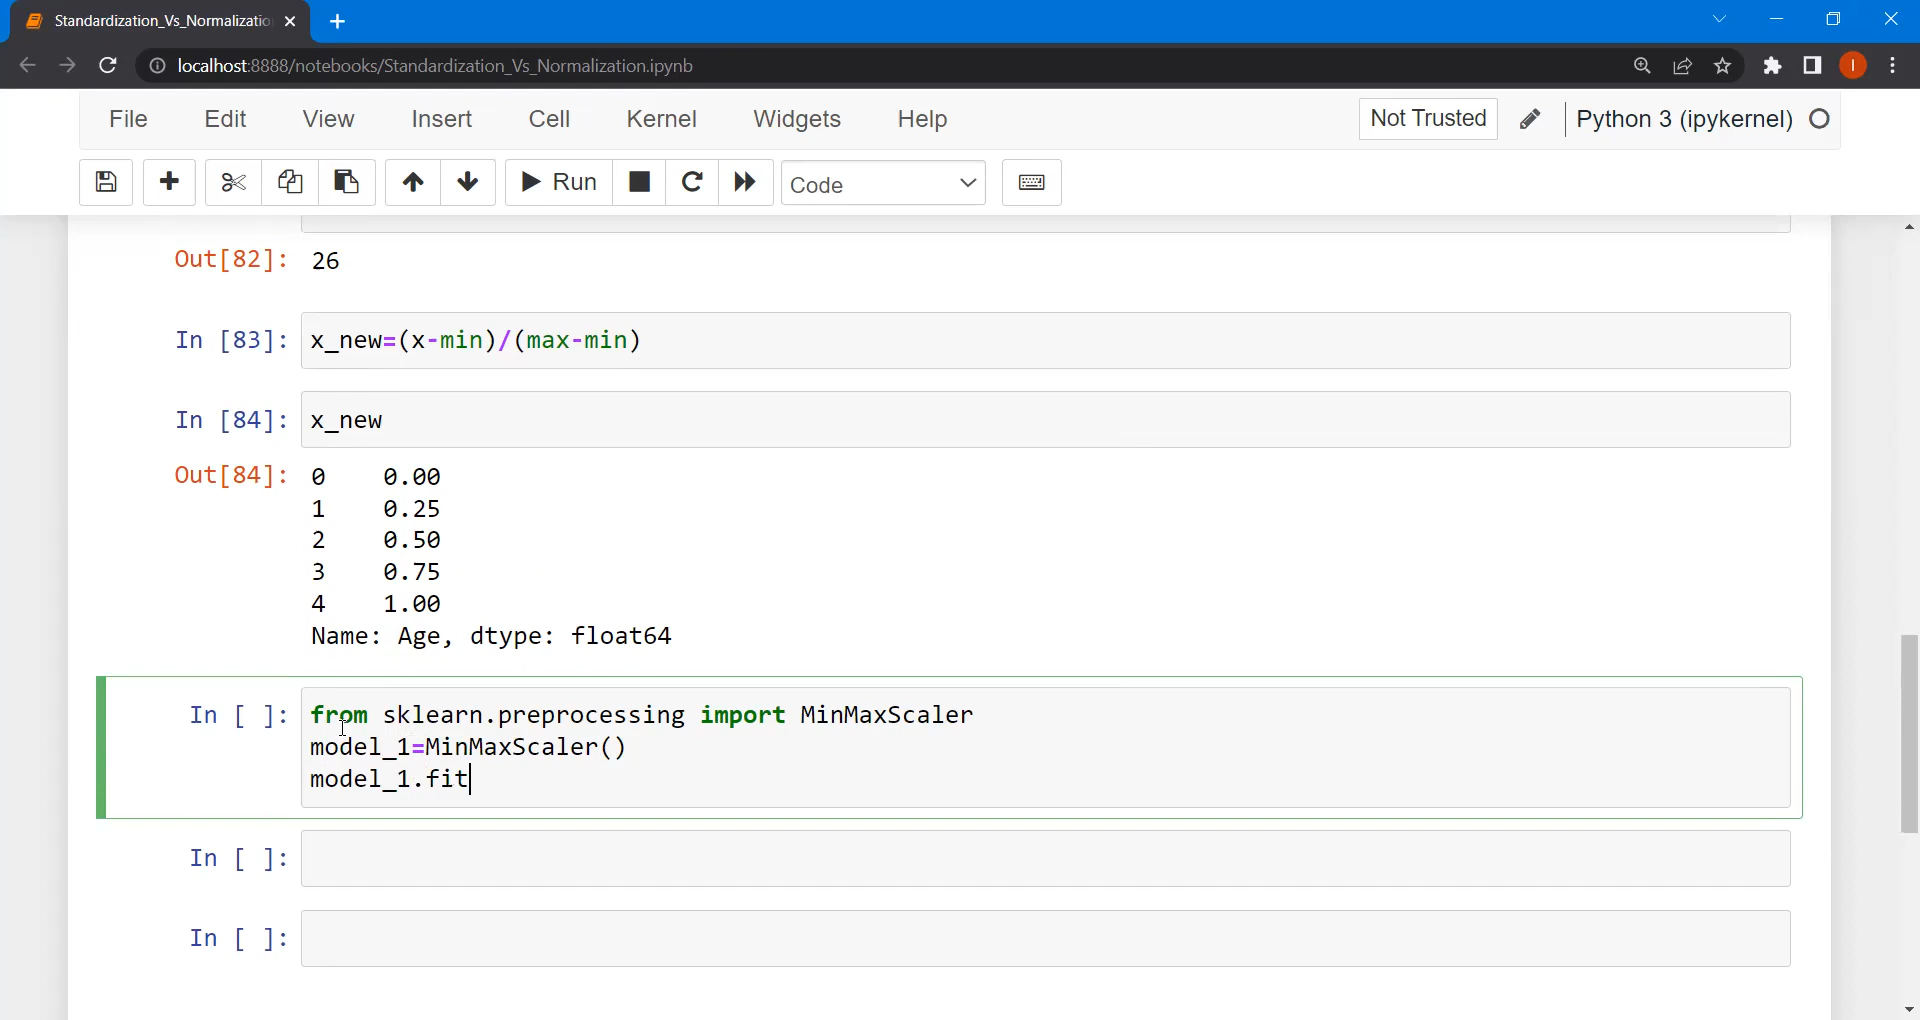 Standardization_Vs_Normalizatio
localhost:8888/notebooks/Standardization_Vs_Normalization.ipynb
I
File Edit View Insert Cell Kernel Widgets Help
Not Trusted
Python 3 (ipykernel)
Run
Code
Out[82]: 26
In [83]: x_new=(x-min)/(max-min)
In [84]: x_new
Out[84]: 0 0.00
1 0.25
2 0.50
3 0.75
4 1.00
Name: Age, dtype: float64
In [ ]: from sklearn.preprocessing import MinMaxScaler
model_1=MinMaxScaler()
model_1.fit
In [ ]:
In [ ]: